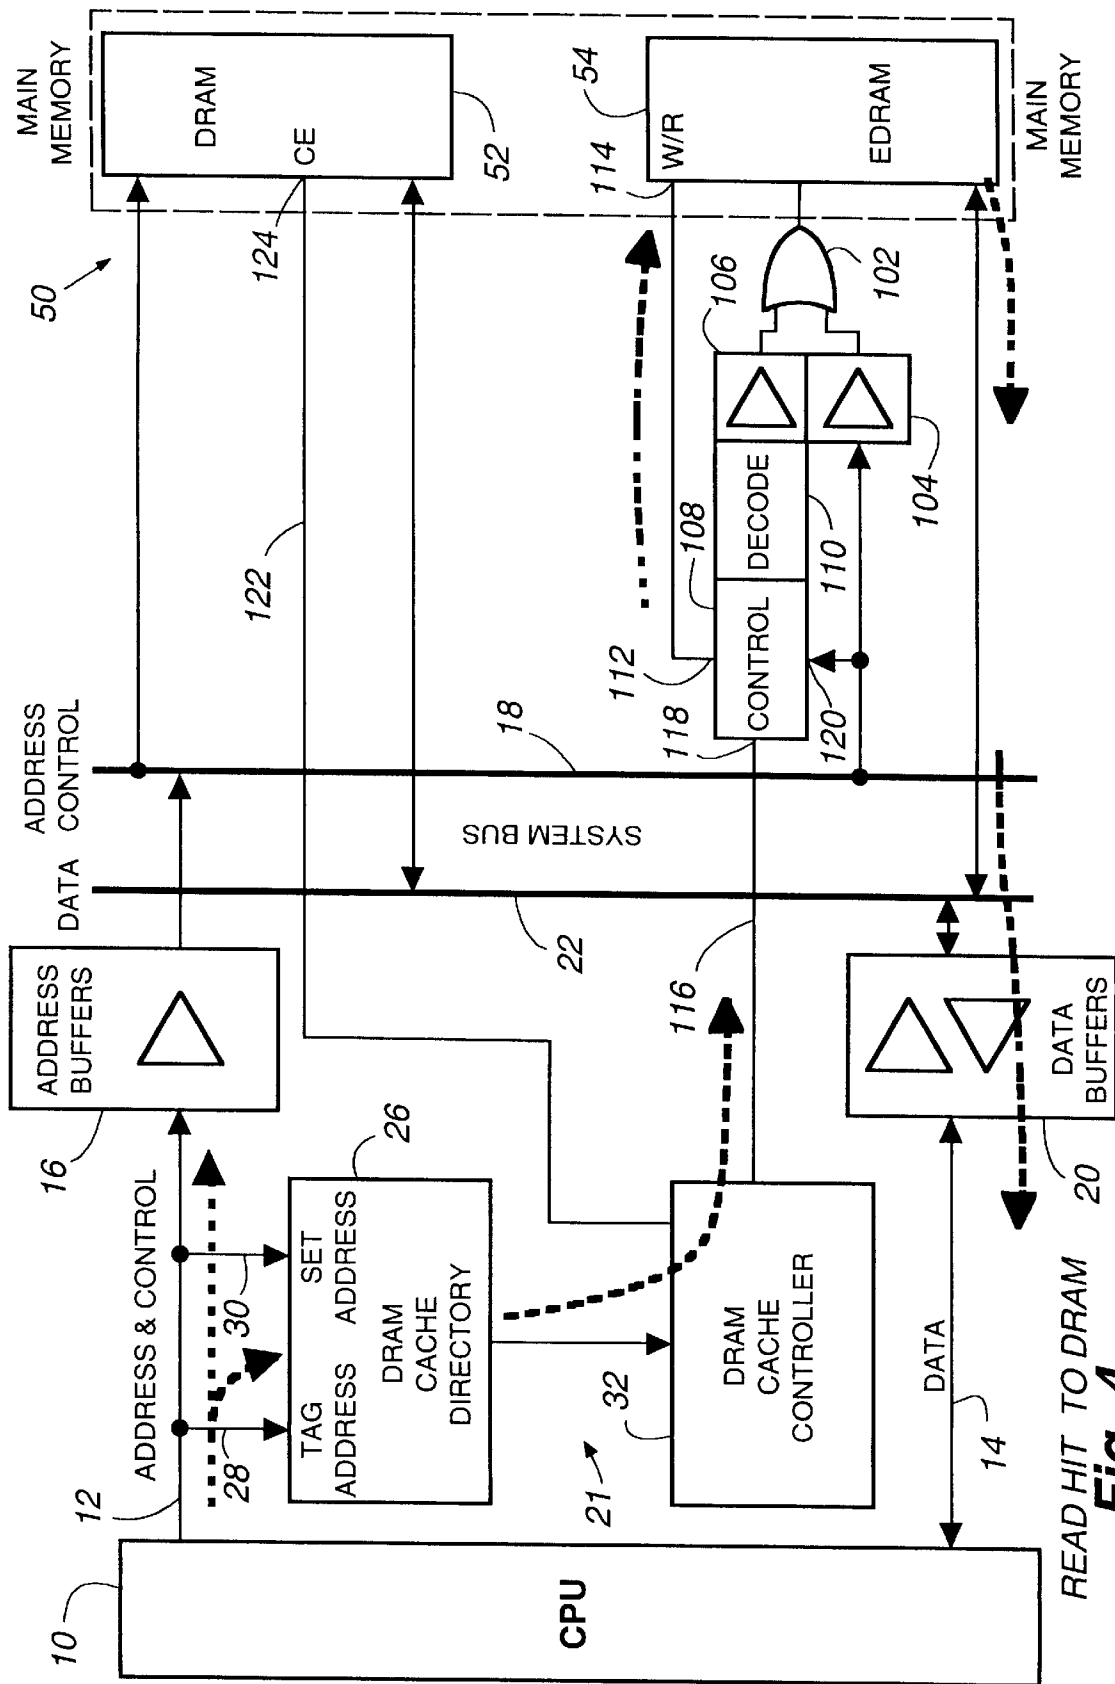 MAIN
MEMORY
50
DRAM
CE
124
52
ADDRESS
CONTROL
DATA
122
18
SYSTEM BUS
22
ADDRESS
BUFFERS
16
ADDRESS & CONTROL
12
28
30
26
TAG
ADDRESS
SET
ADDRESS
DRAM
CACHE
DIRECTORY
10
CPU
21
32
DRAM
CACHE
CONTROLLER
116
118
112
CONTROL
120
108
DECODE
110
106
104
102
114
W/R
54
EDRAM
MAIN
MEMORY
DATA
14
DATA
BUFFERS
20
READ HIT TO DRAM
Fig. 4